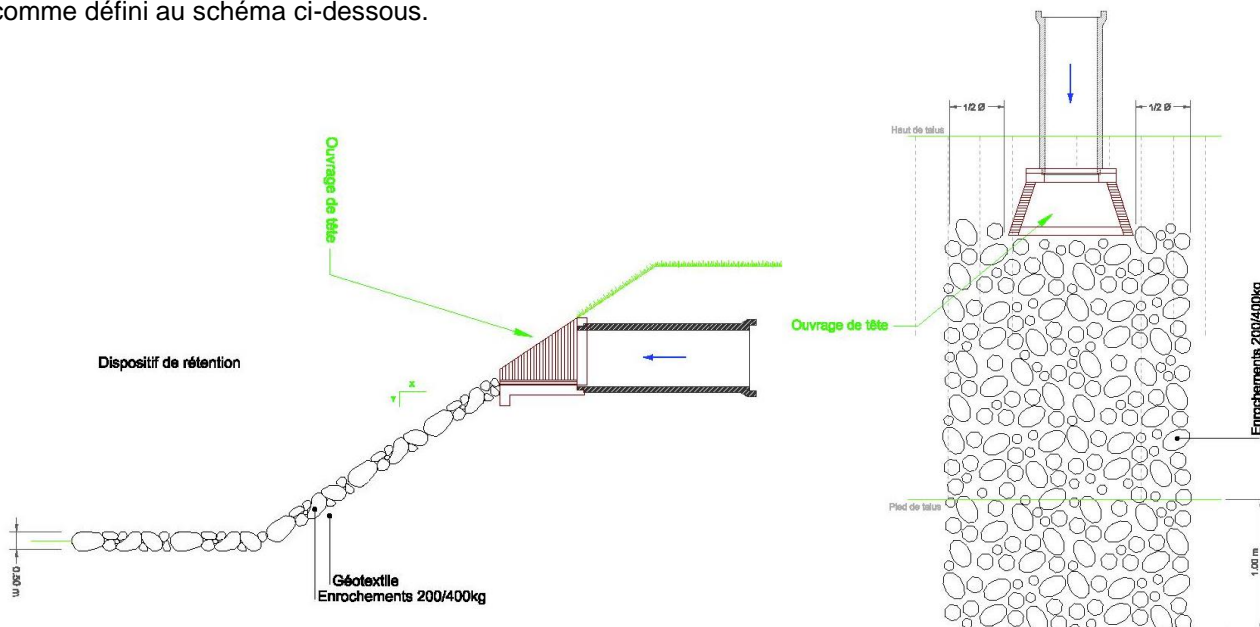 comme défini au schéma ci-dessous.
Ouvrage de tête
Dispositif de rétention
X
Y
0.50 m
Géotextile
Enrochements 200/400kg
1/2 Ø
1/2 Ø
Haut de talus
Ouvrage de tête
Enrochements 200/400kg
Pied de talus
1.00 m